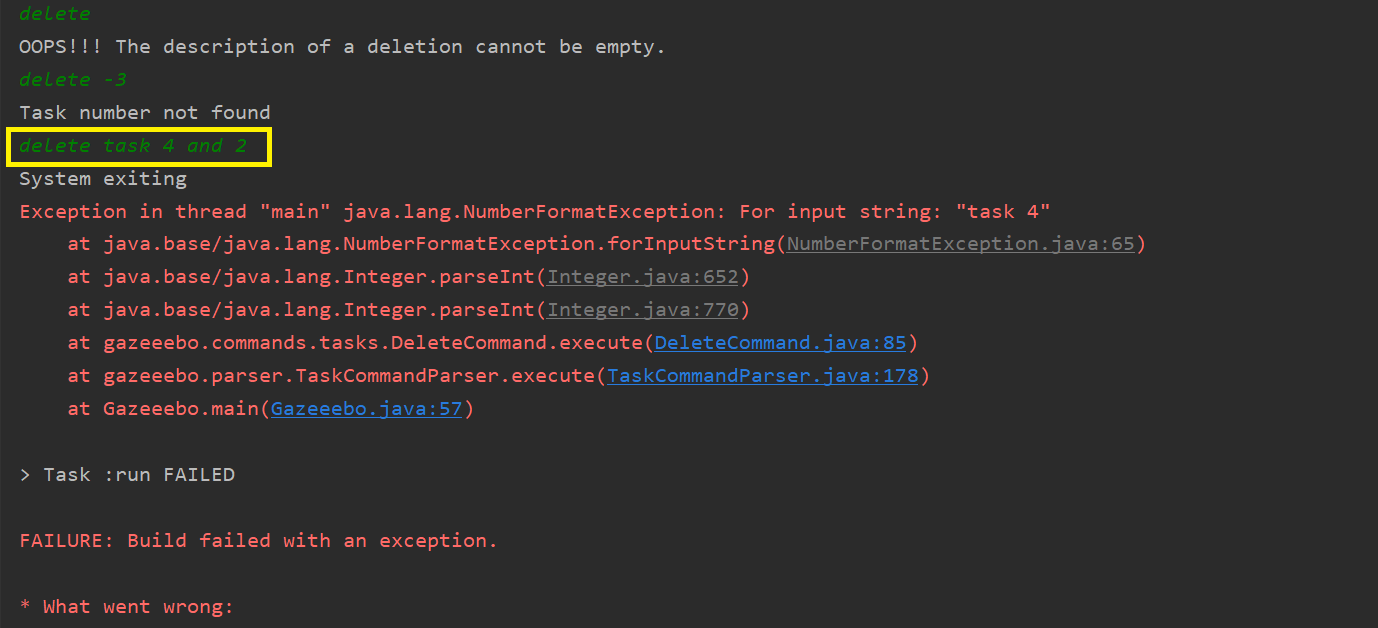 delete
OOPS!!! The description of a deletion cannot be empty.
delete -3
Task number not found
delete task 4 and 2
System exiting
Exception in thread "main" java.lang.NumberFormatException: For input string: "task 4"
    at java.base/java.lang.NumberFormatException.forInputString(NumberFormatException.java:65)
    at java.base/java.lang.Integer.parseInt(Integer.java:652)
    at java.base/java.lang.Integer.parseInt(Integer.java:770)
    at gazeeebo.commands.tasks.DeleteCommand.execute(DeleteCommand.java:85)
    at gazeeebo.parser.TaskCommandParser.execute(TaskCommandParser.java:178)
    at Gazeeebo.main(Gazeeebo.java:57)
> Task :run FAILED
FAILURE: Build failed with an exception.
* What went wrong: